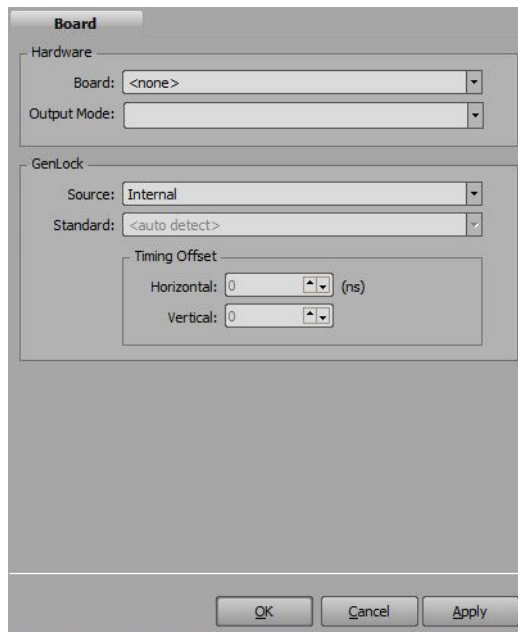 Board
Hardware
Board: <none>
Output Mode:
GenLock
Source: Internal
Standard: <auto detect>
Timing Offset
Horizontal: 0 (ns)
Vertical: 0
OK Cancel Apply